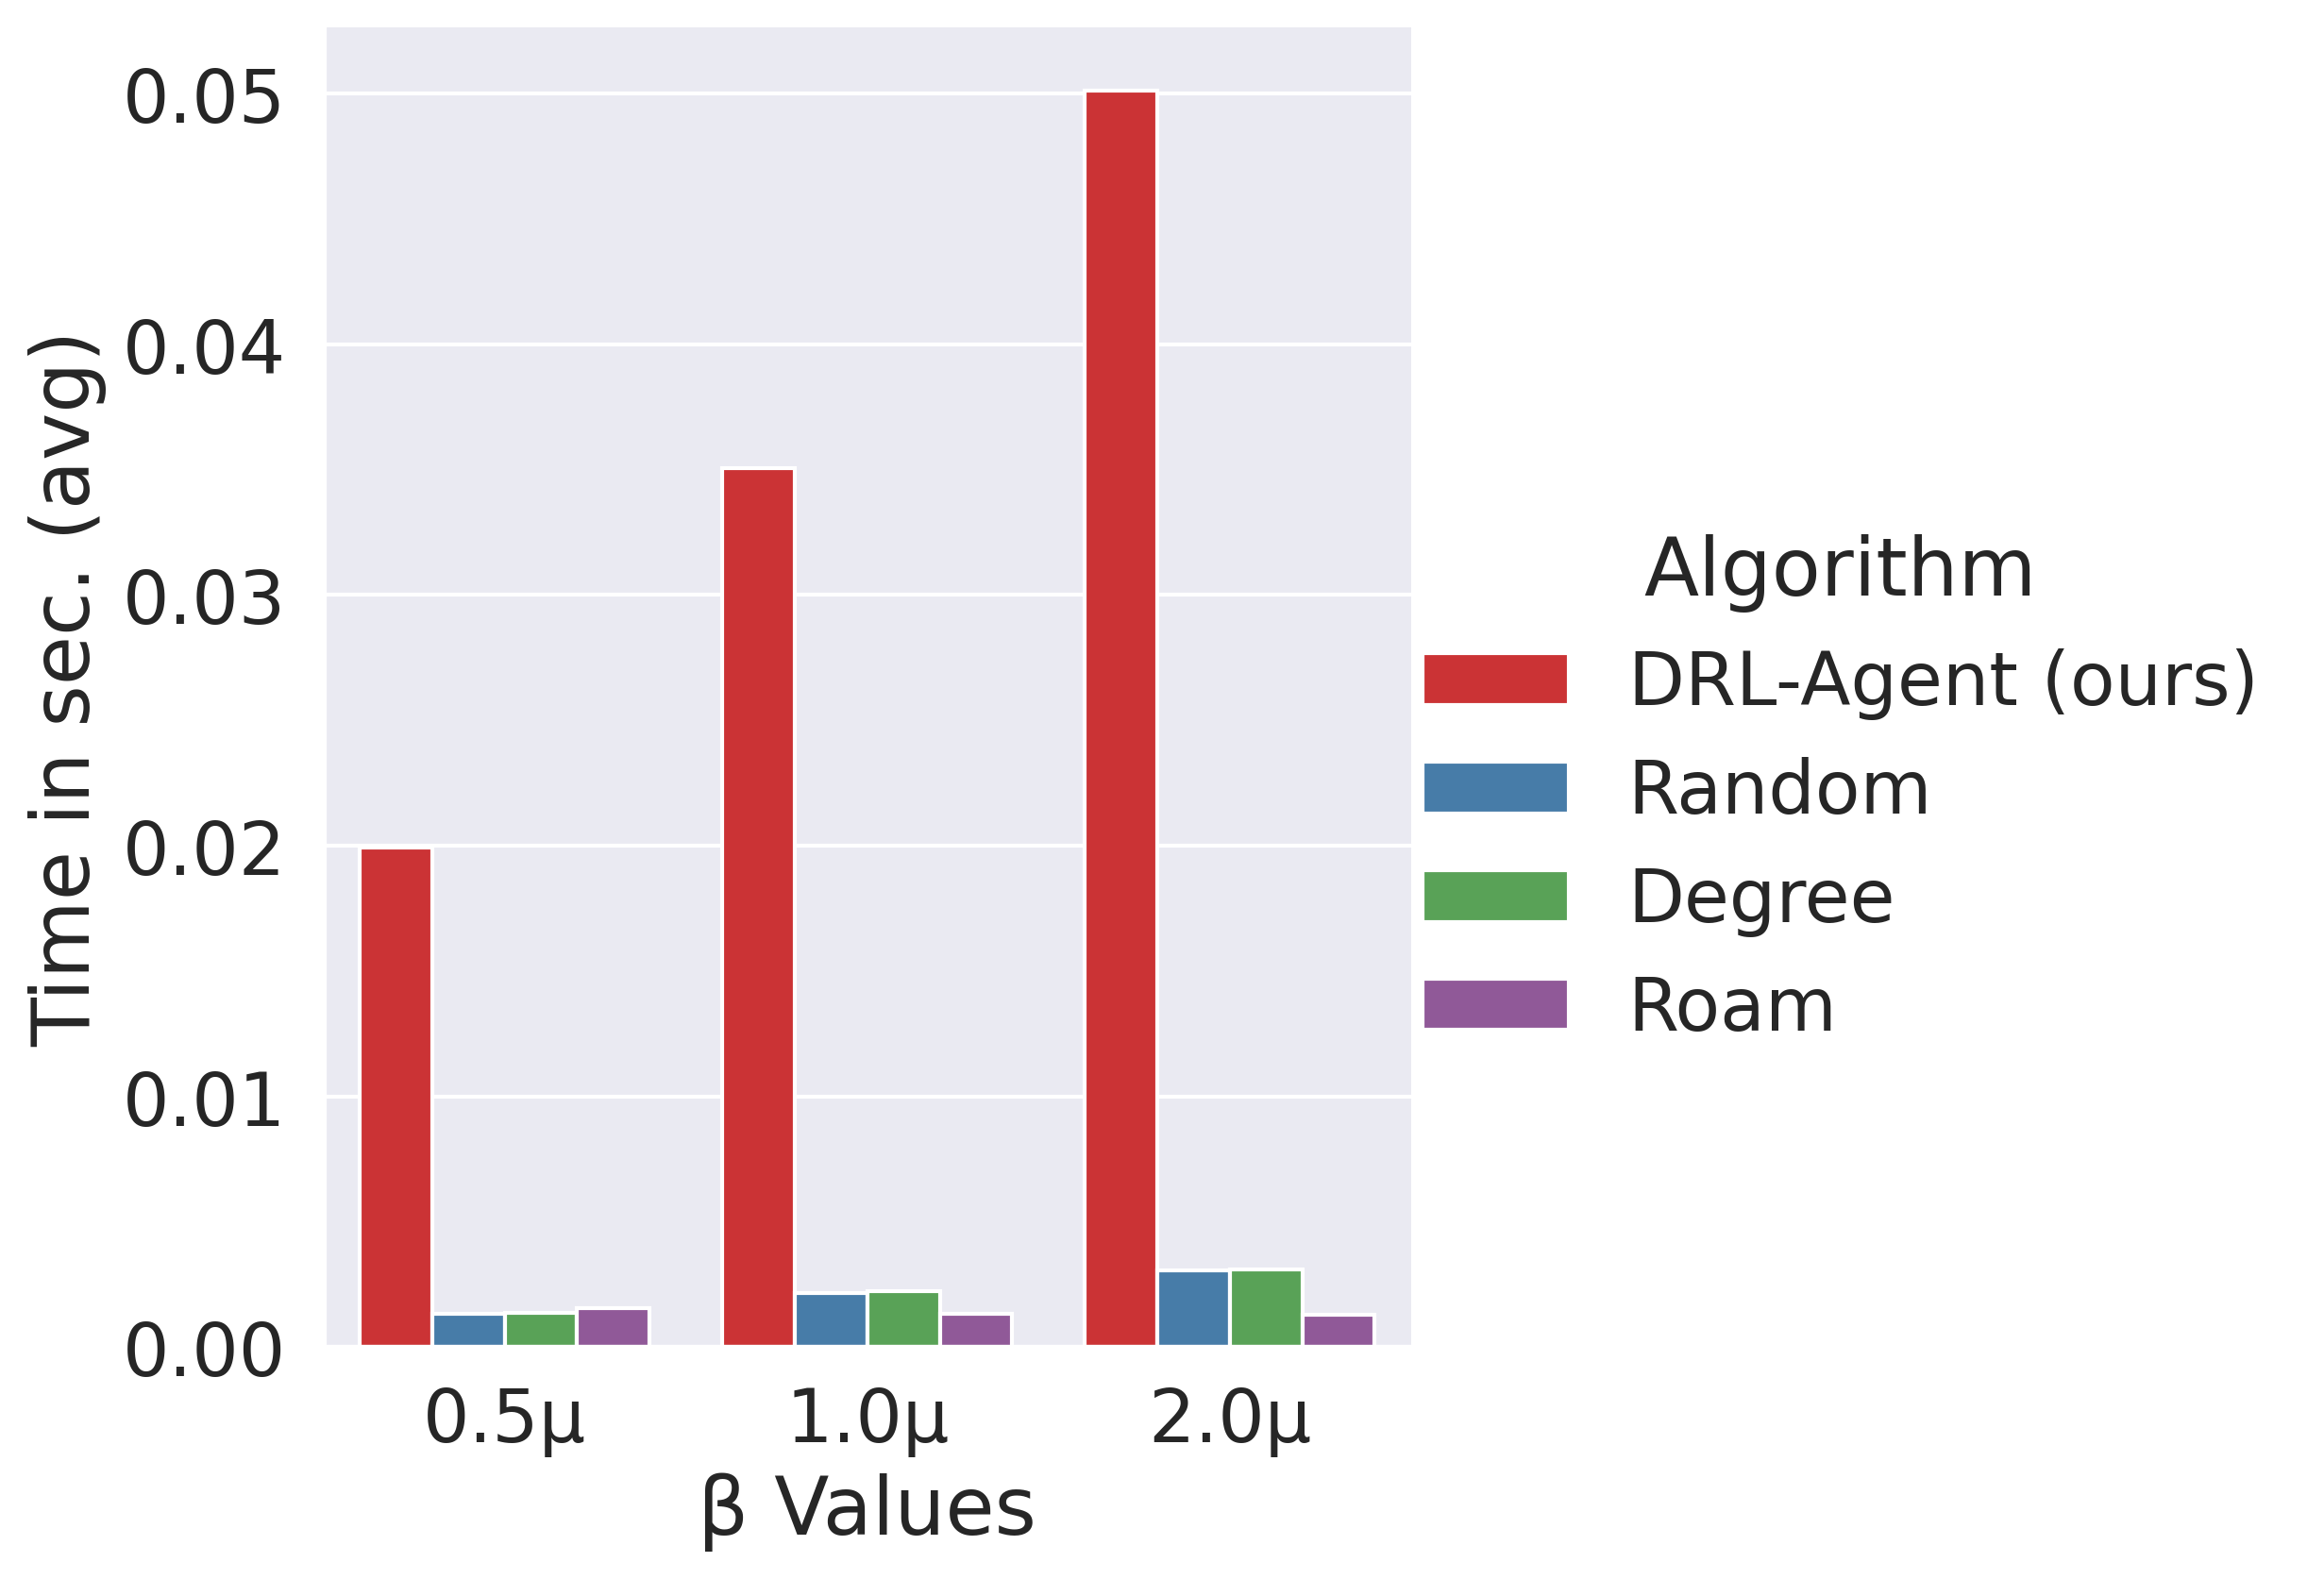 0.05
0.04
0.03
0.02
0.01
0.00
Time in sec. (avg)
0.5μ 1.0μ 2.0μ
β Values
Algorithm
DRL-Agent (ours)
Random
Degree
Roam